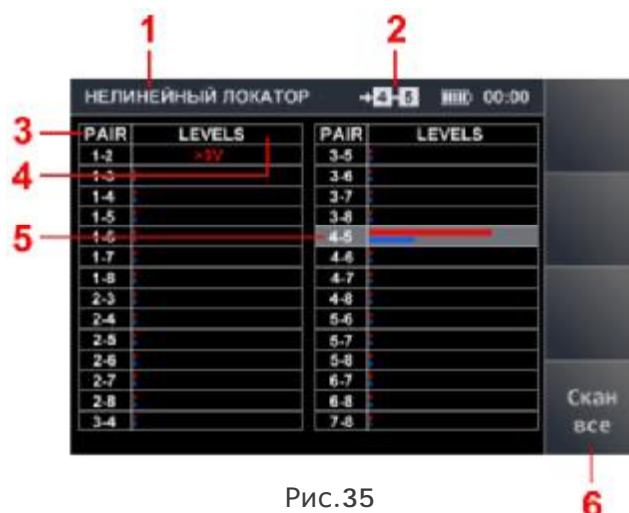 1 2
НЕЛИНЕЙНЫЙ ЛОКАТОР →4-5 00:00
3 PAIR LEVELS PAIR LEVELS
1-2 >3V 3-5
4 1-3 3-6
1-4 3-7
1-5 3-8
5 1-6 4-5
1-7 4-6
1-8 4-7
2-3 4-8
2-4 5-6
2-5 5-7
2-6 5-8
2-7 6-7
2-8 6-8
3-4 7-8
Скан
все
6
Рис.35